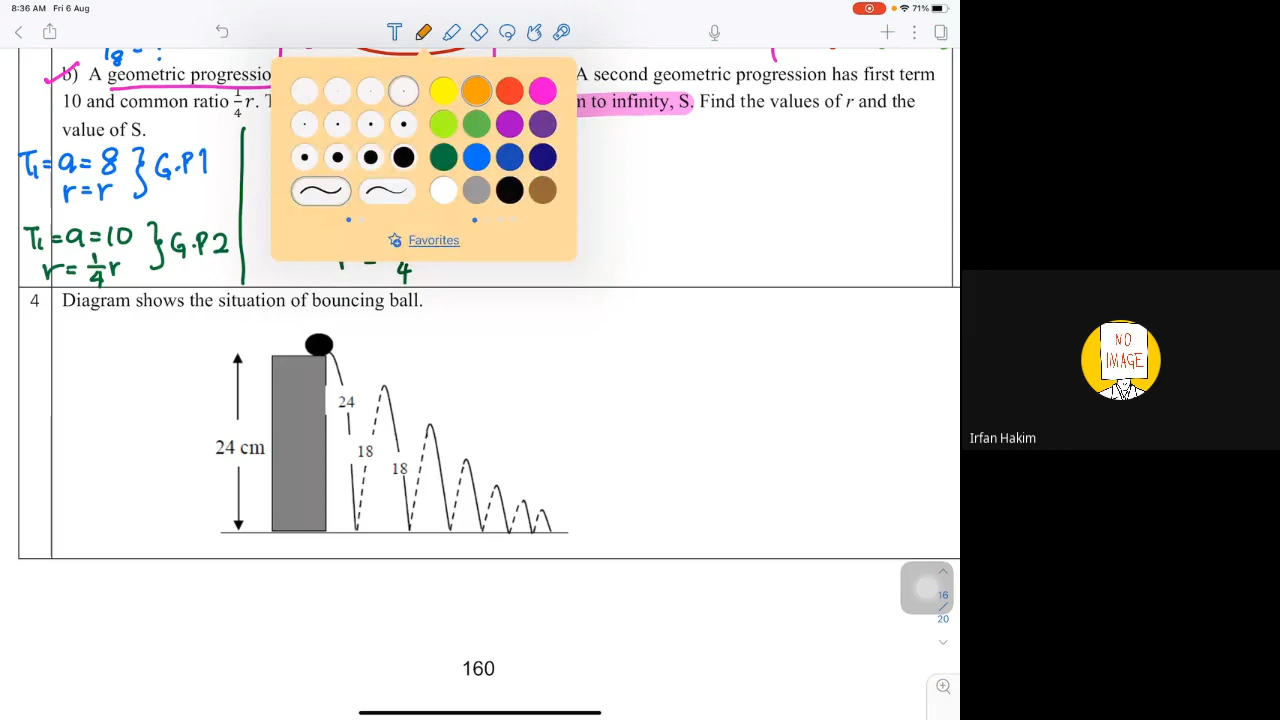 8:36 AM Fri 6 Aug
71%
T
18 = ?
b) A geometric progressio
A second geometric progression has first term
10 and common ratio 1/4 r. T
m to infinity, S. Find the values of r and the
value of S.
T1 = a = 8 } G.P1
r = r
T1 = a = 10 } G.P2
r = 1/4 r
r = 4
Favorites
4 Diagram shows the situation of bouncing ball.
24
24 cm
18
18
16
/
20
160
NO
IMAGE
Irfan Hakim